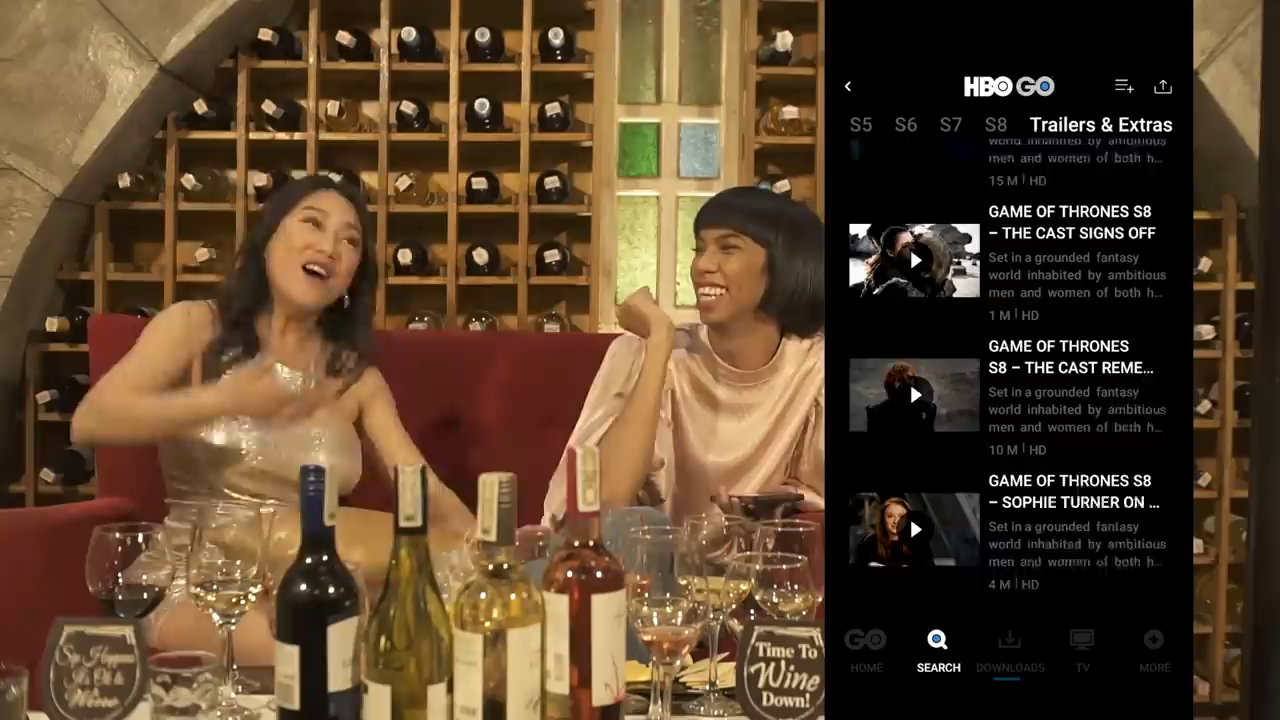 HBO GO
S5 S6 S7 S8 Trailers & Extras
world inhabited by ambitious
men and women of both h...
15 M | HD
GAME OF THRONES S8
– THE CAST SIGNS OFF
Set in a grounded fantasy
world inhabited by ambitious
men and women of both h...
1 M | HD
GAME OF THRONES
S8 – THE CAST REME...
Set in a grounded fantasy
world inhabited by ambitious
men and women of both h...
10 M | HD
GAME OF THRONES S8
– SOPHIE TURNER ON ...
Set in a grounded fantasy
world inhabited by ambitious
men and women of both h...
4 M | HD
GO
HOME
SEARCH
DOWNLOADS
TV
MORE
Time To
Wine
Down!